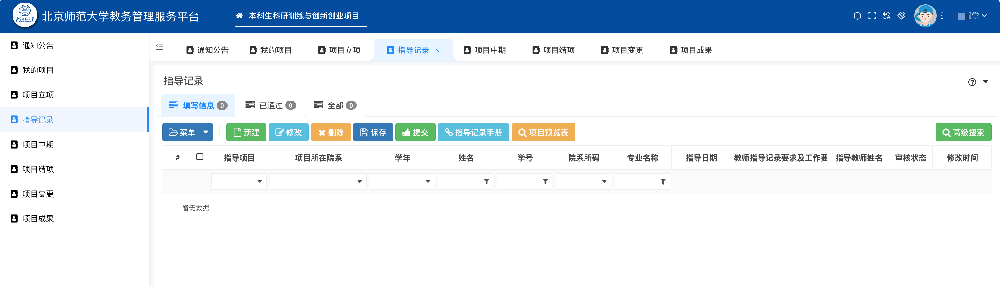 北京师范大学教务管理服务平台
本科生科研训练与创新创业项目
同学
通知公告
我的项目
项目立项
指导记录
项目中期
项目结项
项目变更
项目成果
通知公告 我的项目 项目立项 指导记录 × 项目中期 项目结项 项目变更 项目成果
指导记录
填写信息 0 已通过 0 全部 0
菜单 新建 修改 删除 保存 提交 指导记录手册 项目预览表 高级搜索
# 指导项目 项目所在院系 学年 姓名 学号 院系所码 专业名称 指导日期 教师指导记录要求及工作要 指导教师姓名 审核状态 修改时间
暂无数据